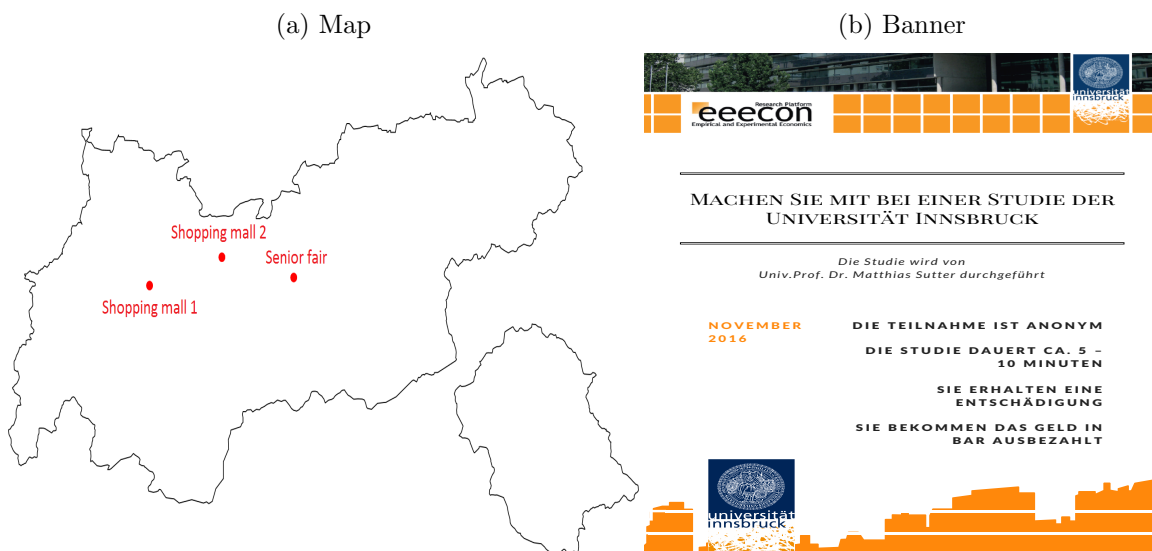 (a) Map
Shopping mall 2
Senior fair
Shopping mall 1
(b) Banner
universität
innsbruck
Research Platform
eeecon
Empirical and Experimental Economics
MACHEN SIE MIT BEI EINER STUDIE DER
UNIVERSITÄT INNSBRUCK
Die Studie wird von
Univ.Prof. Dr. Matthias Sutter durchgeführt
NOVEMBER
2016
DIE TEILNAHME IST ANONYM
DIE STUDIE DAUERT CA. 5 –
10 MINUTEN
SIE ERHALTEN EINE
ENTSCHÄDIGUNG
SIE BEKOMMEN DAS GELD IN
BAR AUSBEZAHLT
universität
innsbruck